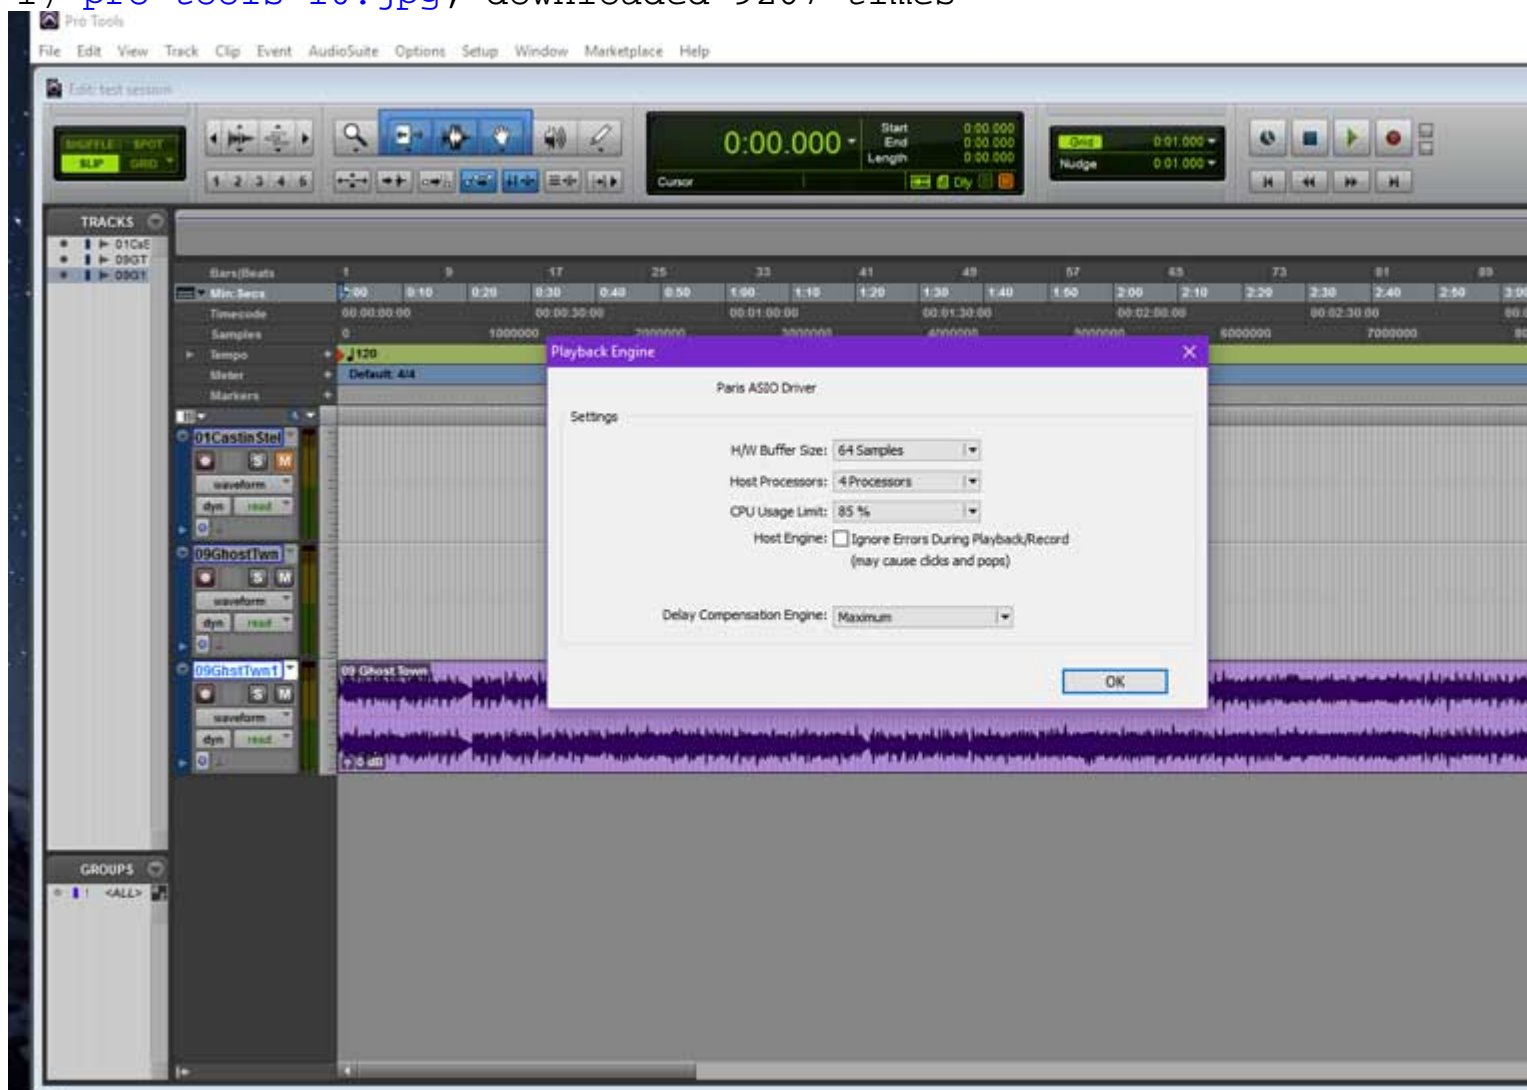 1) pro tools 10.jpg, downloaded 9207 times
Pro Tools
File Edit View Track Clip Event AudioSuite Options Setup Window Marketplace Help
Edit: test session
SHUFFLE SPOT
SLIP GRID
1 2 3 4 5
0:00.000
Start 0:00.000
End 0:00.000
Length 0:00.000
Cursor
Dly
Grid 0:01.000
Nudge 0:01.000
TRACKS
01CsS
09GT
09GT
Bars|Beats 1 9 17 25 33 41 49 57 65 73 81 89
Min:Secs 0:00 0:10 0:20 0:30 0:40 0:50 1:00 1:10 1:20 1:30 1:40 1:50 2:00 2:10 2:20 2:30 2:40 2:50 3:00
Timecode 00:00:00:00 00:00:30:00 00:01:00:00 00:01:30:00 00:02:00:00 00:02:30:00
Samples 0 1000000 2000000 3000000 4000000 5000000 6000000 7000000
Tempo 120
Meter Default: 4/4
Markers
Playback Engine
Paris ASIO Driver
Settings
H/W Buffer Size: 64 Samples
Host Processors: 4 Processors
CPU Usage Limit: 85 %
Host Engine: Ignore Errors During Playback/Record
(may cause clicks and pops)
Delay Compensation Engine: Maximum
OK
01CastinStel
S M
waveform
dyn read
09GhostTwn
S M
waveform
dyn read
09GhstTwn1
S M
waveform
dyn read
09 Ghost Town
0 dB
GROUPS
! <ALL>